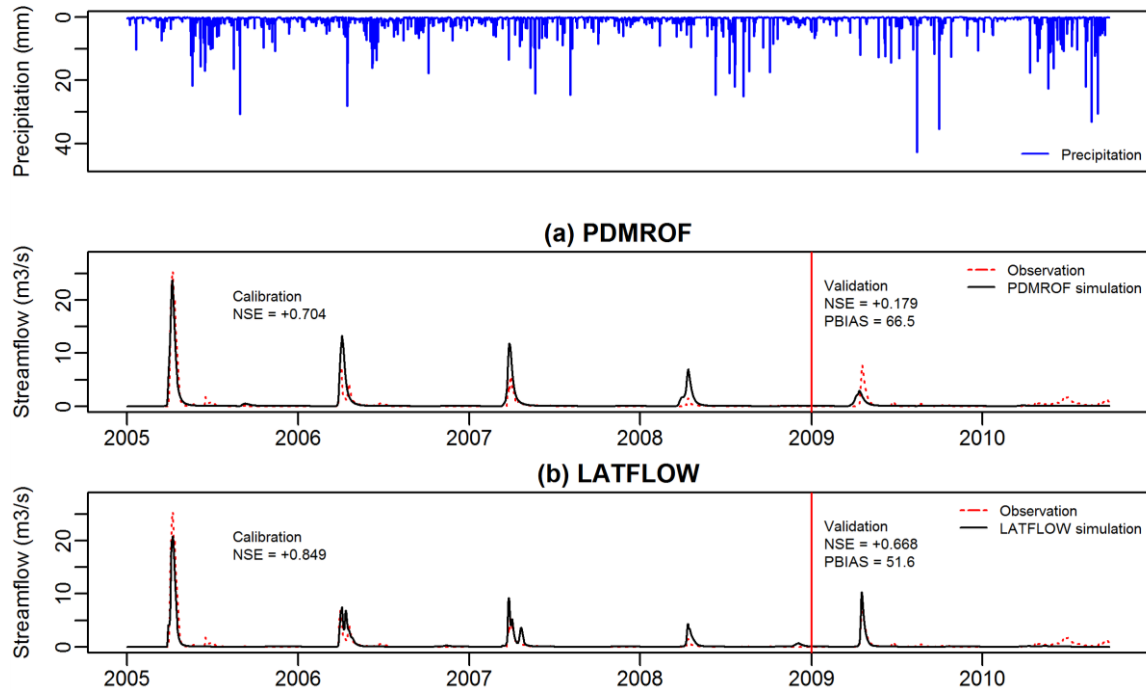 Precipitation (mm)
0
20
40
Precipitation
(a) PDMROF
Streamflow (m3/s)
0
10
20
Calibration
NSE = +0.704
Validation
NSE = +0.179
PBIAS = 66.5
Observation
PDMROF simulation
2005 2006 2007 2008 2009 2010
(b) LATFLOW
Streamflow (m3/s)
0
10
20
Calibration
NSE = +0.849
Validation
NSE = +0.668
PBIAS = 51.6
Observation
LATFLOW simulation
2005 2006 2007 2008 2009 2010